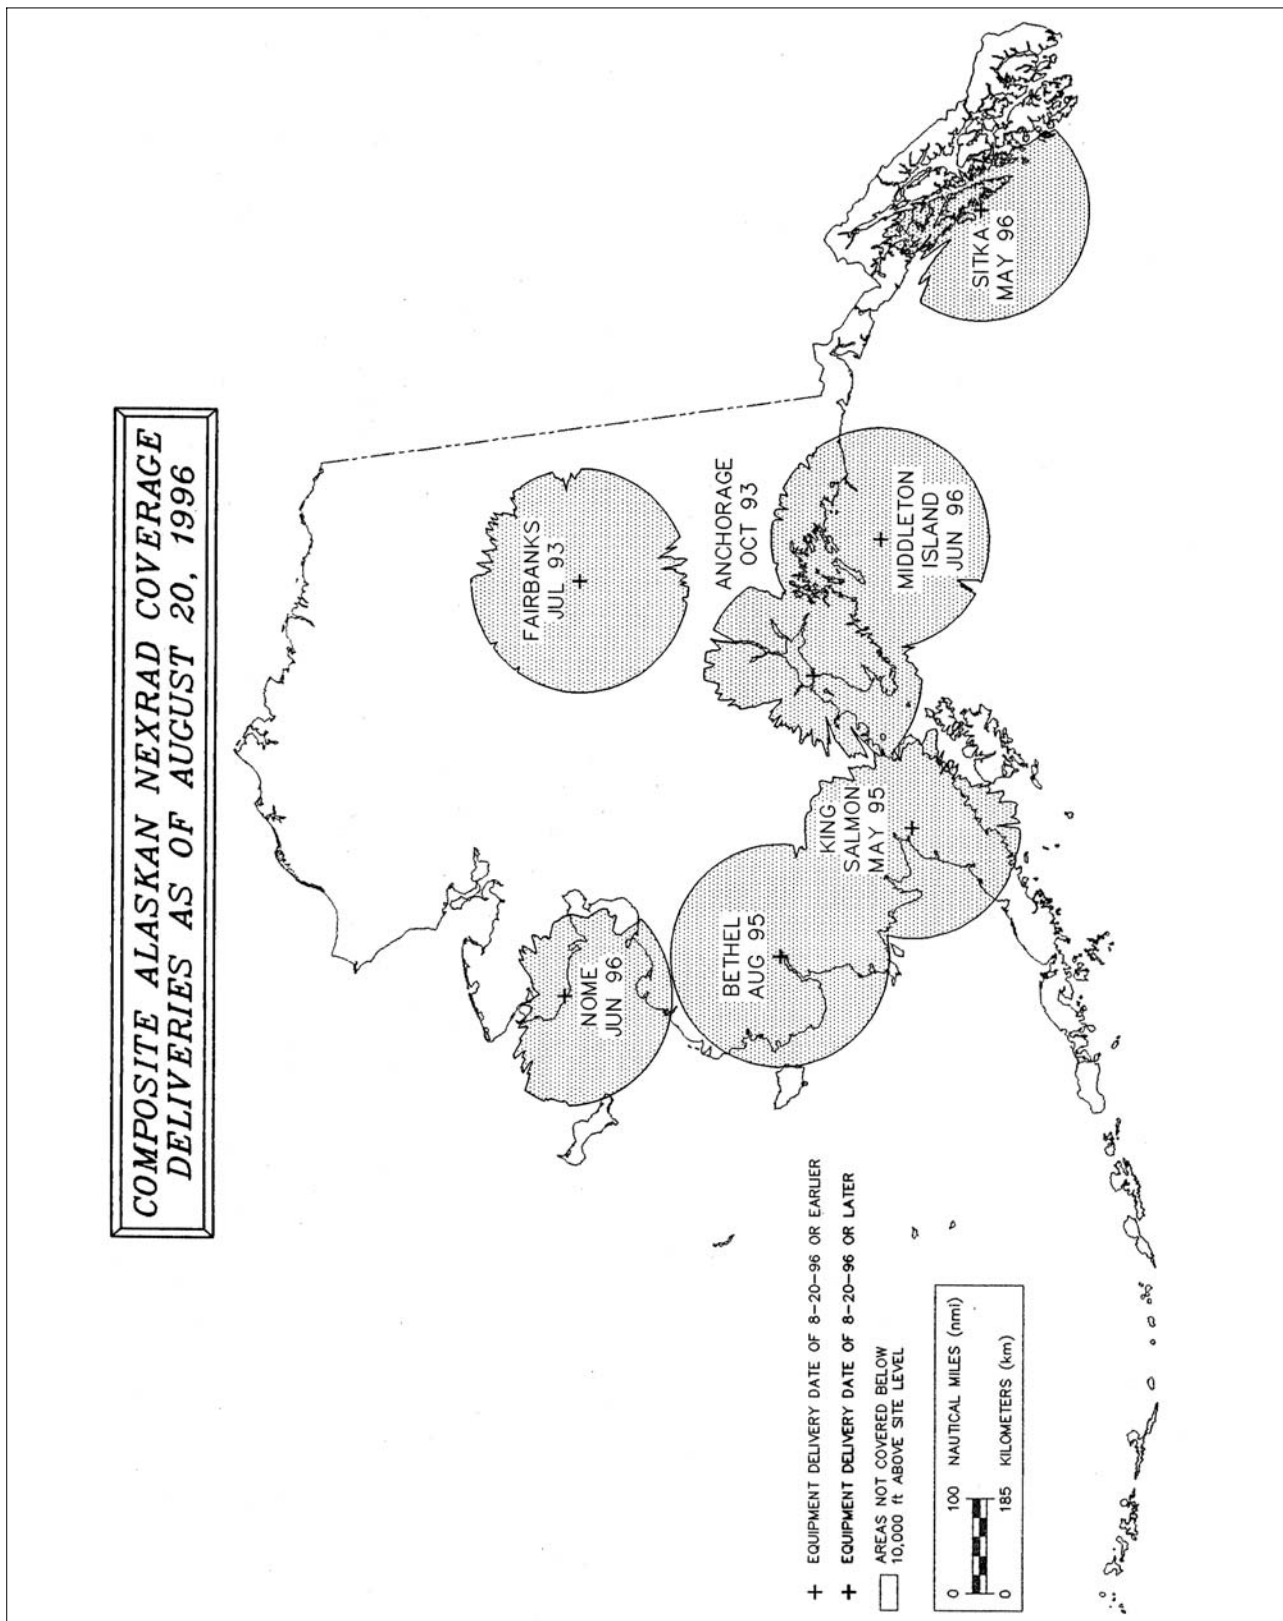 COMPOSITE ALASKAN NEXRAD COVERAGE
DELIVERIES AS OF AUGUST 20, 1996
FAIRBANKS
JUL 93
NOME
JUN 96
ANCHORAGE
OCT 93
BETHEL
AUG 95
KING
SALMON
MAY 95
MIDDLETON
ISLAND
JUN 96
SITKA
MAY 96
+ EQUIPMENT DELIVERY DATE OF 8-20-96 OR EARLIER
+ EQUIPMENT DELIVERY DATE OF 8-20-96 OR LATER
AREAS NOT COVERED BELOW
10,000 ft ABOVE SITE LEVEL
0 100 NAUTICAL MILES (nmi)
0 185 KILOMETERS (km)